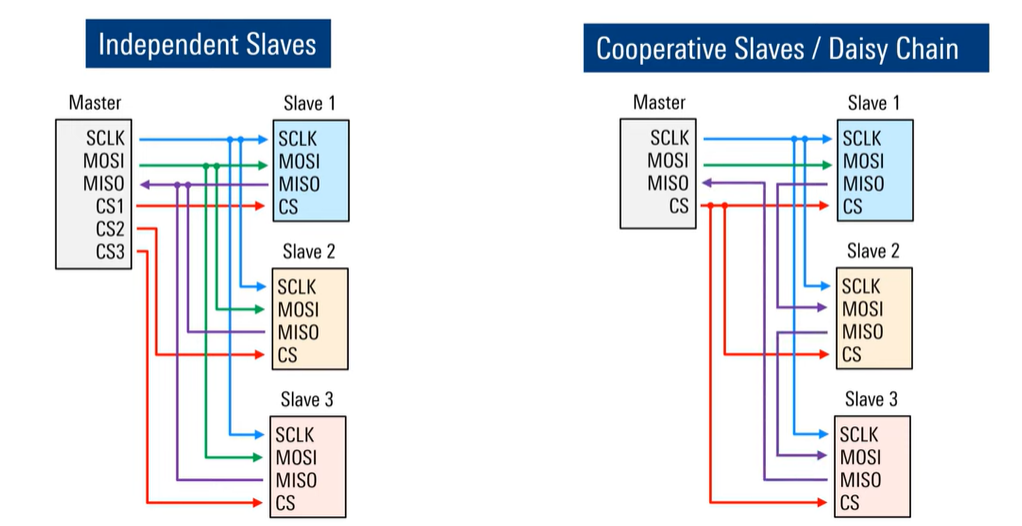 Independent Slaves
Master
SCLK
MOSI
MISO
CS1
CS2
CS3
Slave 1
SCLK
MOSI
MISO
CS
Slave 2
SCLK
MOSI
MISO
CS
Slave 3
SCLK
MOSI
MISO
CS
Cooperative Slaves / Daisy Chain
Master
SCLK
MOSI
MISO
CS
Slave 1
SCLK
MOSI
MISO
CS
Slave 2
SCLK
MOSI
MISO
CS
Slave 3
SCLK
MOSI
MISO
CS